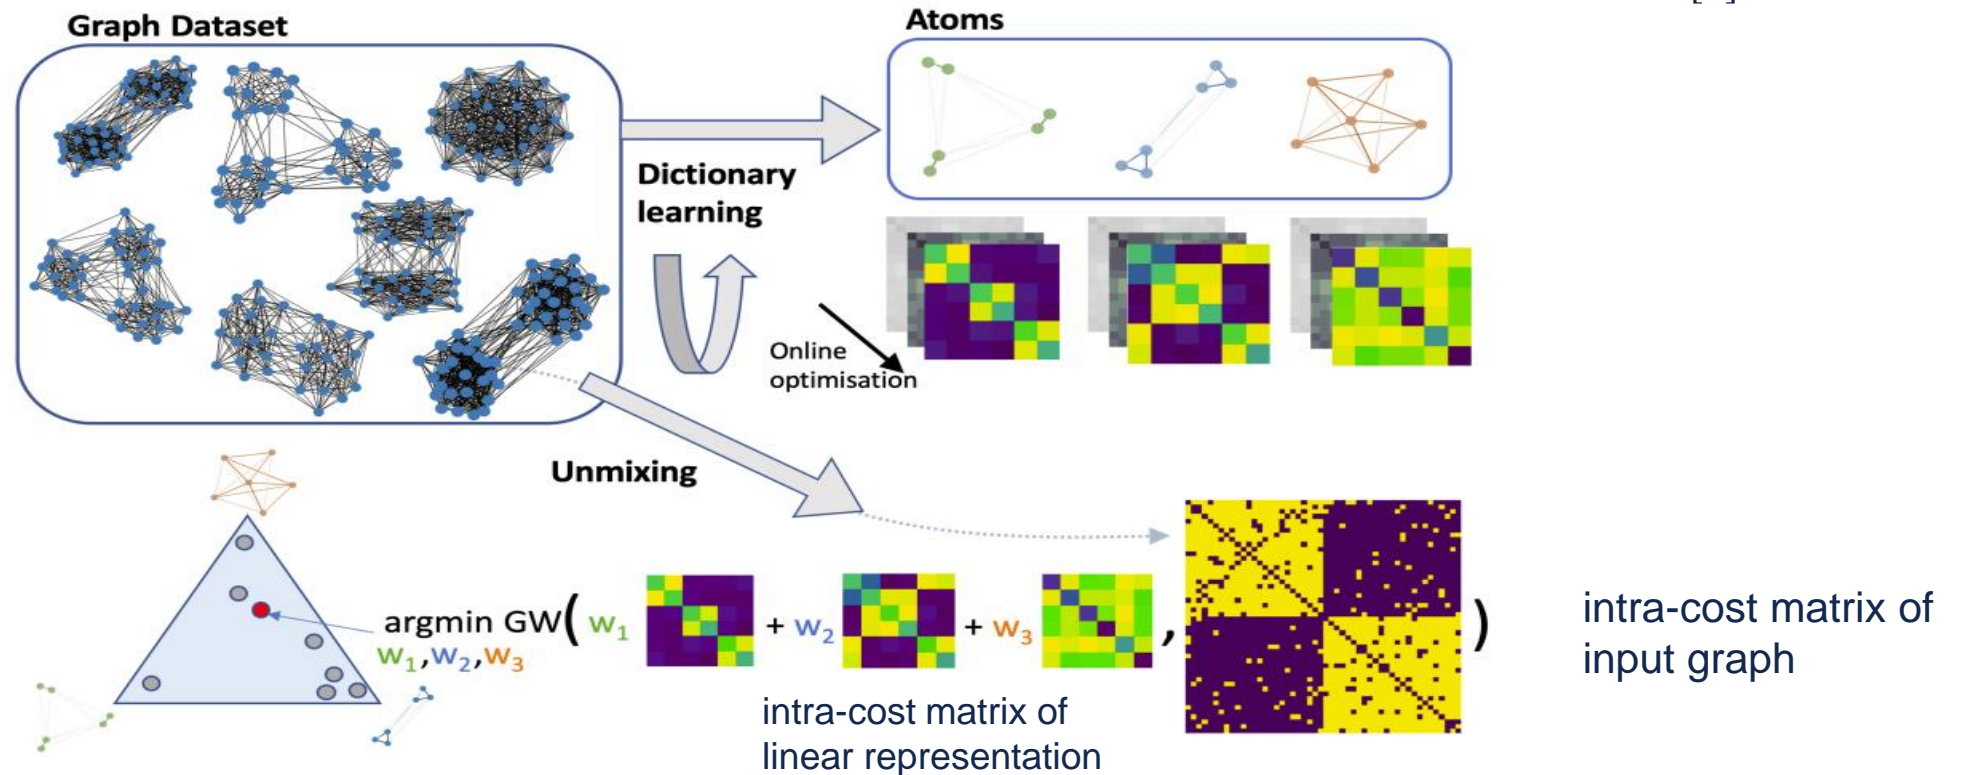 Graph Dataset
Atoms
Dictionary
learning
Online
optimisation
Unmixing
argmin GW( w1 + w2 + w3 , )
w1,w2,w3
intra-cost matrix of
linear representation
intra-cost matrix of
input graph